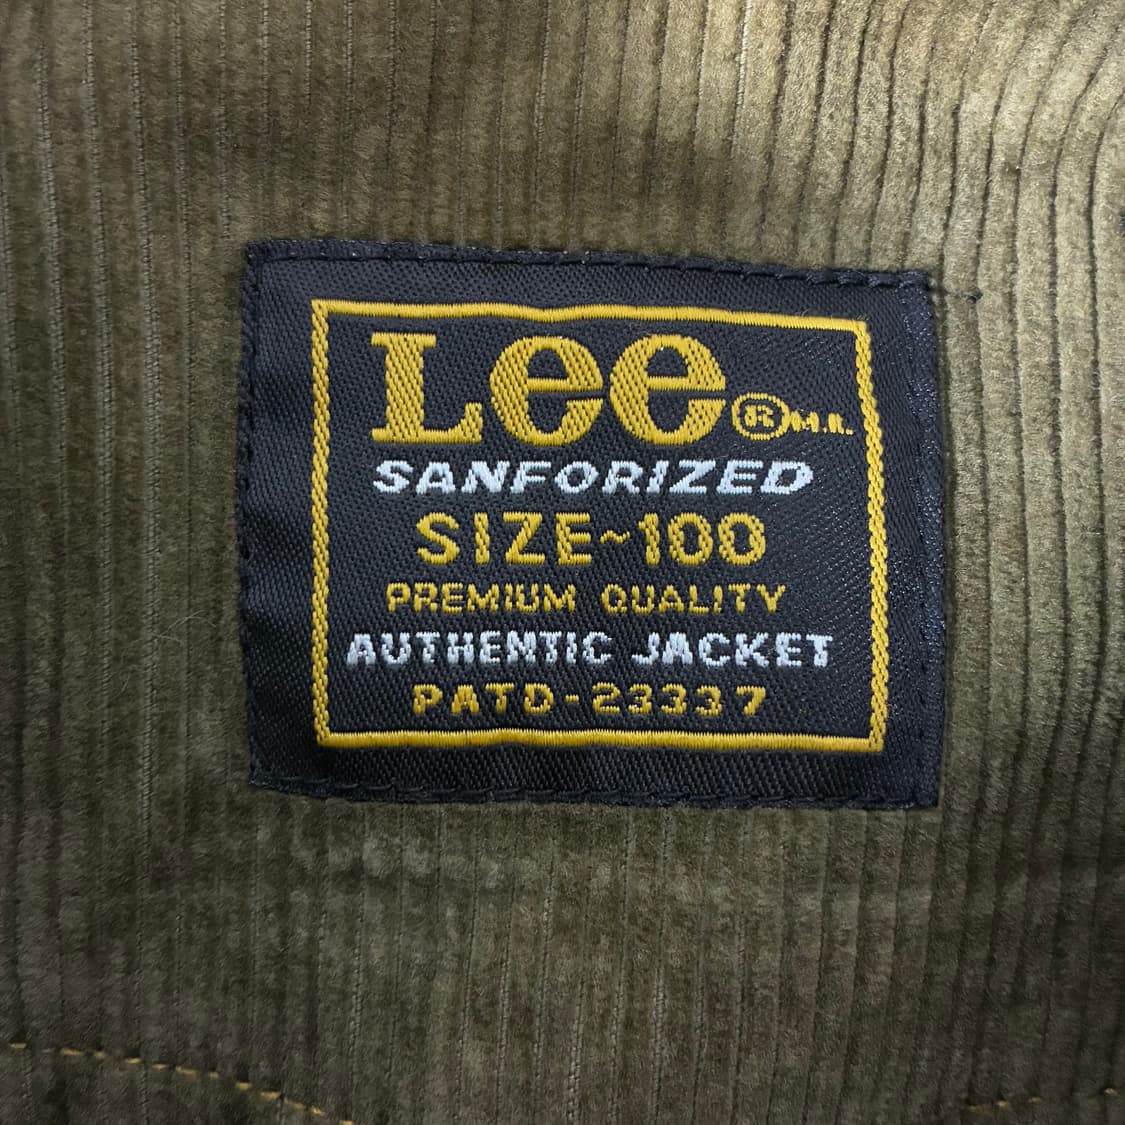 Lee ® M.R.
SANFORIZED
SIZE~100
PREMIUM QUALITY
AUTHENTIC JACKET
PATD-23337